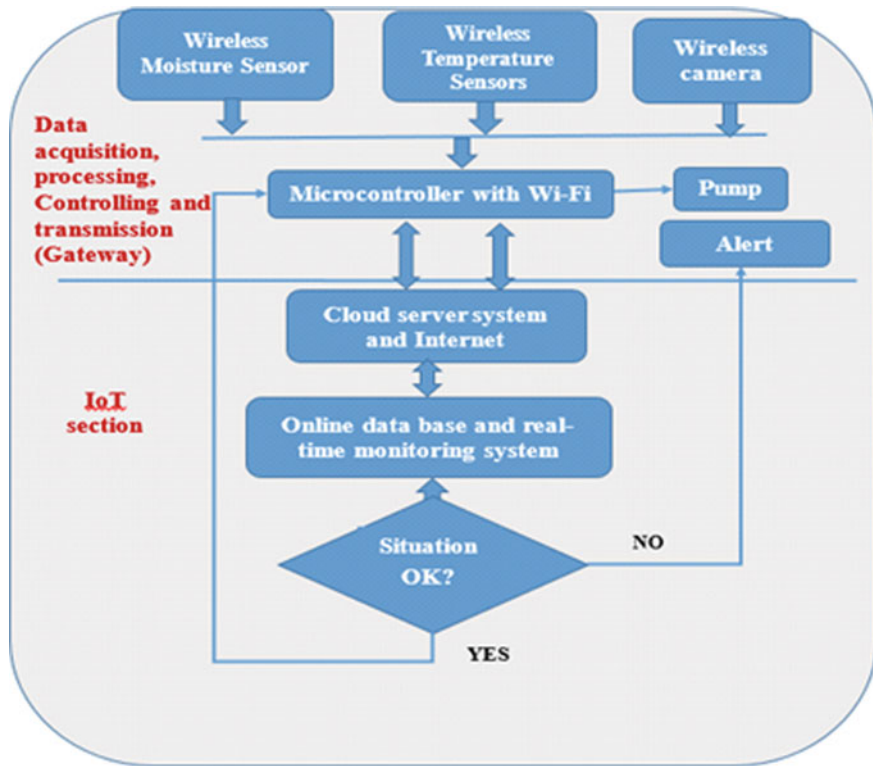 Wireless
Moisture Sensor
Wireless
Temperature
Sensors
Wireless
camera
Data
acquisition,
processing,
Controlling and
transmission
(Gateway)
Microcontroller with Wi-Fi
Pump
Alert
Cloud server system
and Internet
IoT
section
Online data base and real-
time monitoring system
Situation
OK?
NO
YES